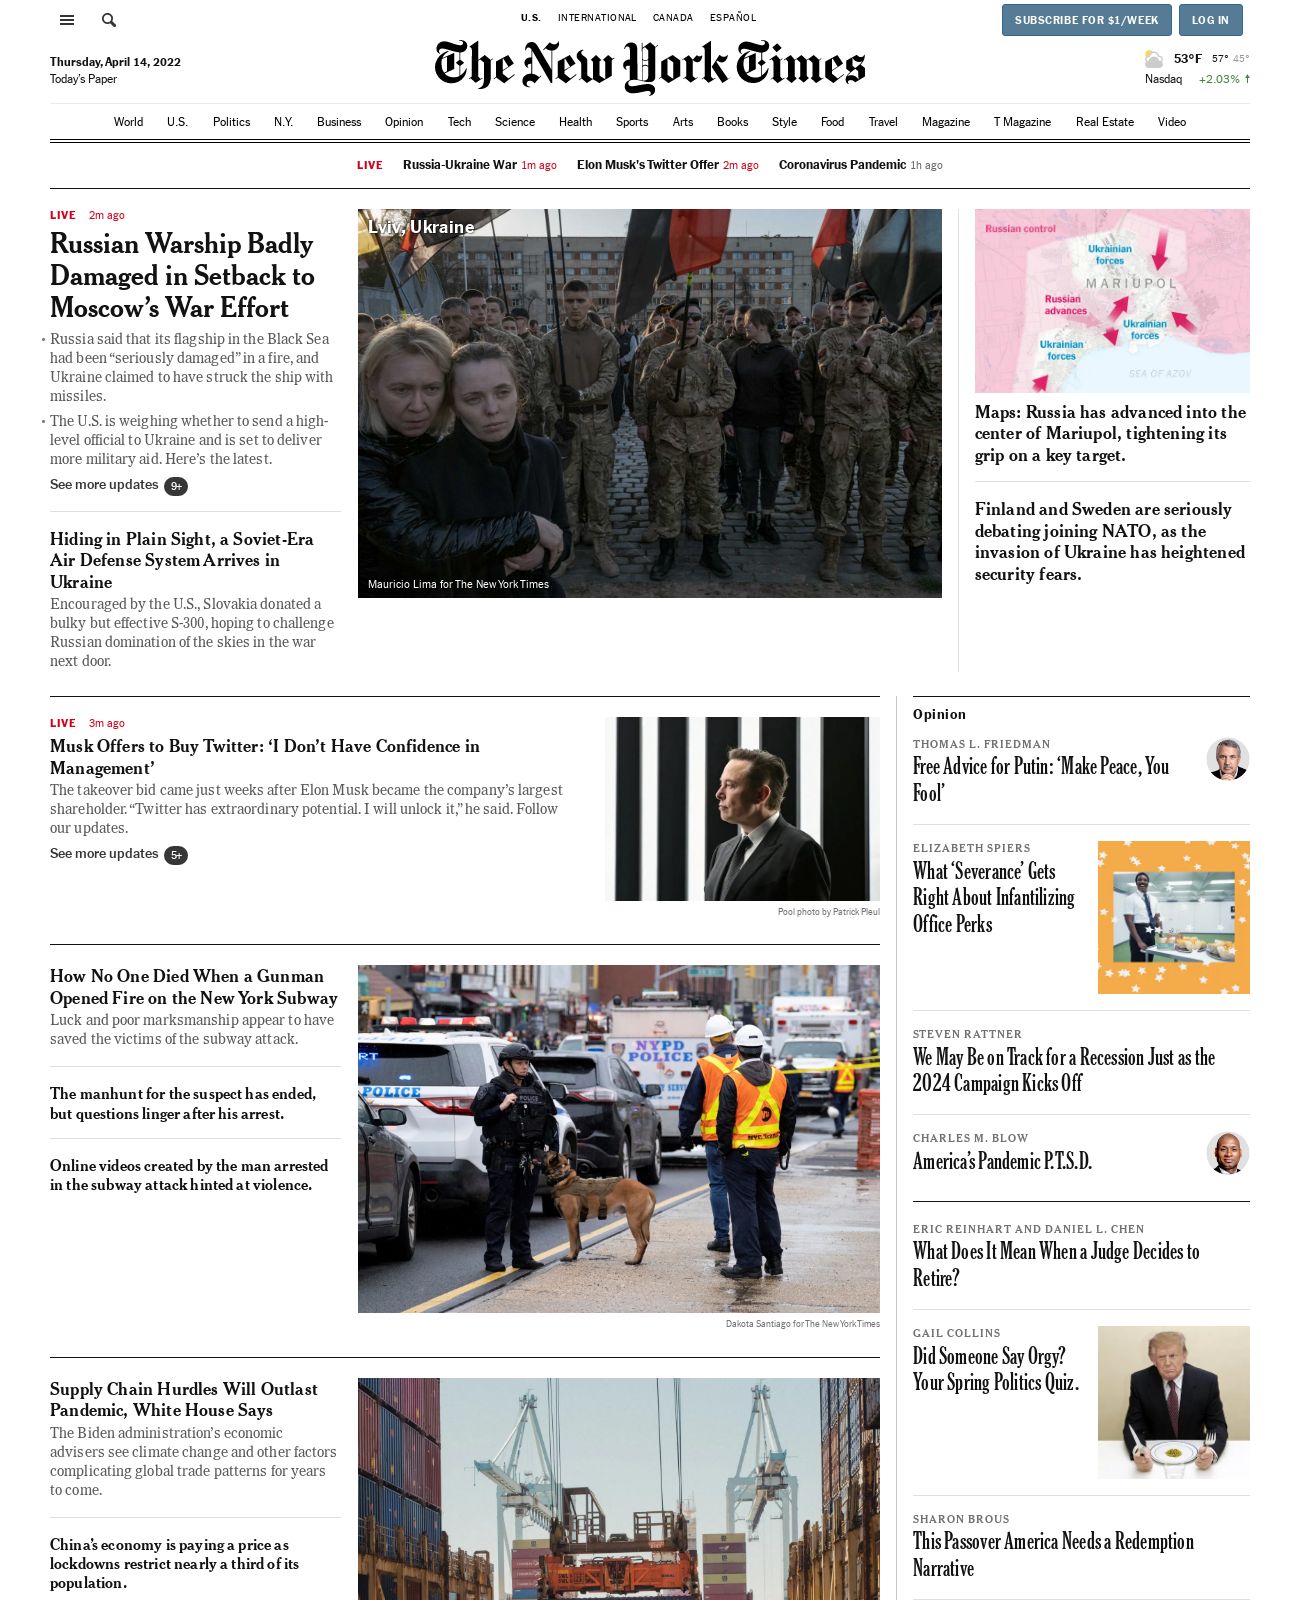 U.S. INTERNATIONAL CANADA ESPAÑOL
SUBSCRIBE FOR $1/WEEK
LOG IN
Thursday, April 14, 2022
Today's Paper
The New York Times
53°F 57° 45°
Nasdaq +2.03% ↑
World U.S. Politics N.Y. Business Opinion Tech Science Health Sports Arts Books Style Food Travel Magazine T Magazine Real Estate Video
LIVE Russia-Ukraine War 1m ago Elon Musk's Twitter Offer 2m ago Coronavirus Pandemic 1h ago
LIVE 2m ago
Russian Warship Badly
Damaged in Setback to
Moscow’s War Effort
• Russia said that its flagship in the Black Sea
had been “seriously damaged” in a fire, and
Ukraine claimed to have struck the ship with
missiles.
• The U.S. is weighing whether to send a high-
level official to Ukraine and is set to deliver
more military aid. Here’s the latest.
See more updates 9+
Hiding in Plain Sight, a Soviet-Era
Air Defense System Arrives in
Ukraine
Encouraged by the U.S., Slovakia donated a
bulky but effective S-300, hoping to challenge
Russian domination of the skies in the war
next door.
Lviv, Ukraine
Mauricio Lima for The New York Times
Russian control
Ukrainian
forces
MARIUPOL
Russian
advances
Ukrainian
forces
Ukrainian
forces
SEA OF AZOV
Maps: Russia has advanced into the
center of Mariupol, tightening its
grip on a key target.
Finland and Sweden are seriously
debating joining NATO, as the
invasion of Ukraine has heightened
security fears.
LIVE 3m ago
Musk Offers to Buy Twitter: ‘I Don’t Have Confidence in
Management’
The takeover bid came just weeks after Elon Musk became the company’s largest
shareholder. “Twitter has extraordinary potential. I will unlock it,” he said. Follow
our updates.
See more updates 5+
Pool photo by Patrick Pleul
How No One Died When a Gunman
Opened Fire on the New York Subway
Luck and poor marksmanship appear to have
saved the victims of the subway attack.
The manhunt for the suspect has ended,
but questions linger after his arrest.
Online videos created by the man arrested
in the subway attack hinted at violence.
NYPD
POLICE
POLICE
POLICE
Dakota Santiago for The New York Times
Supply Chain Hurdles Will Outlast
Pandemic, White House Says
The Biden administration’s economic
advisers see climate change and other factors
complicating global trade patterns for years
to come.
China’s economy is paying a price as
lockdowns restrict nearly a third of its
population.
Opinion
THOMAS L. FRIEDMAN
Free Advice for Putin: ‘Make Peace, You
Fool’
ELIZABETH SPIERS
What ‘Severance’ Gets
Right About Infantilizing
Office Perks
STEVEN RATTNER
We May Be on Track for a Recession Just as the
2024 Campaign Kicks Off
CHARLES M. BLOW
America’s Pandemic P.T.S.D.
ERIC REINHART AND DANIEL L. CHEN
What Does It Mean When a Judge Decides to
Retire?
GAIL COLLINS
Did Someone Say Orgy?
Your Spring Politics Quiz.
SHARON BROUS
This Passover America Needs a Redemption
Narrative